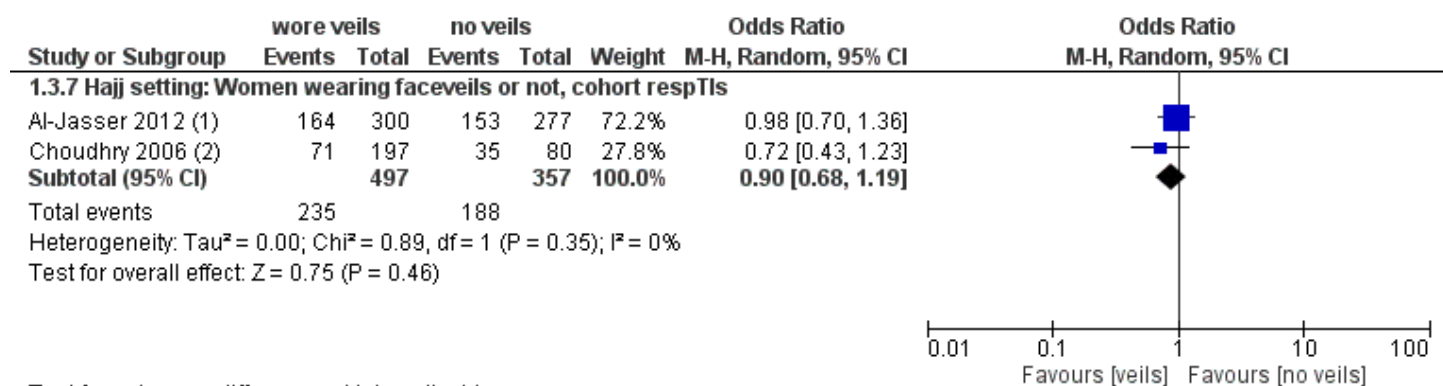 wore veils no veils Odds Ratio Odds Ratio
Study or Subgroup Events Total Events Total Weight M-H, Random, 95% CI M-H, Random, 95% CI
1.3.7 Hajj setting: Women wearing faceveils or not, cohort respTIs
Al-Jasser 2012 (1) 164 300 153 277 72.2% 0.98 [0.70, 1.36]
Choudhry 2006 (2) 71 197 35 80 27.8% 0.72 [0.43, 1.23]
Subtotal (95% CI) 497 357 100.0% 0.90 [0.68, 1.19]
Total events 235 188
Heterogeneity: Tau² = 0.00; Chi² = 0.89, df = 1 (P = 0.35); I² = 0%
Test for overall effect: Z = 0.75 (P = 0.46)
0.01 0.1 1 10 100
Favours [veils] Favours [no veils]